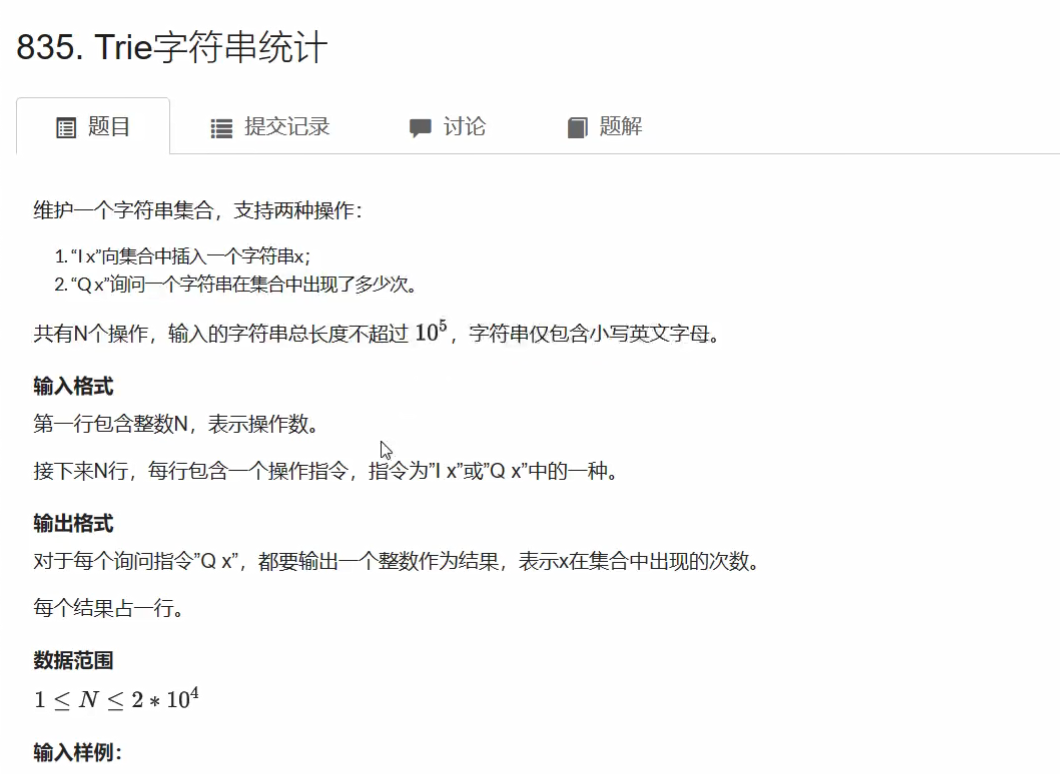 835. Trie字符串统计
题目 提交记录 讨论 题解
维护一个字符串集合，支持两种操作：
1. “I x”向集合中插入一个字符串x；
2. “Q x”询问一个字符串在集合中出现了多少次。
共有N个操作，输入的字符串总长度不超过 10⁵，字符串仅包含小写英文字母。
输入格式
第一行包含整数N，表示操作数。
接下来N行，每行包含一个操作指令，指令为”I x”或”Q x”中的一种。
输出格式
对于每个询问指令”Q x”，都要输出一个整数作为结果，表示x在集合中出现的次数。
每个结果占一行。
数据范围
1 ≤ N ≤ 2 * 10⁴
输入样例：